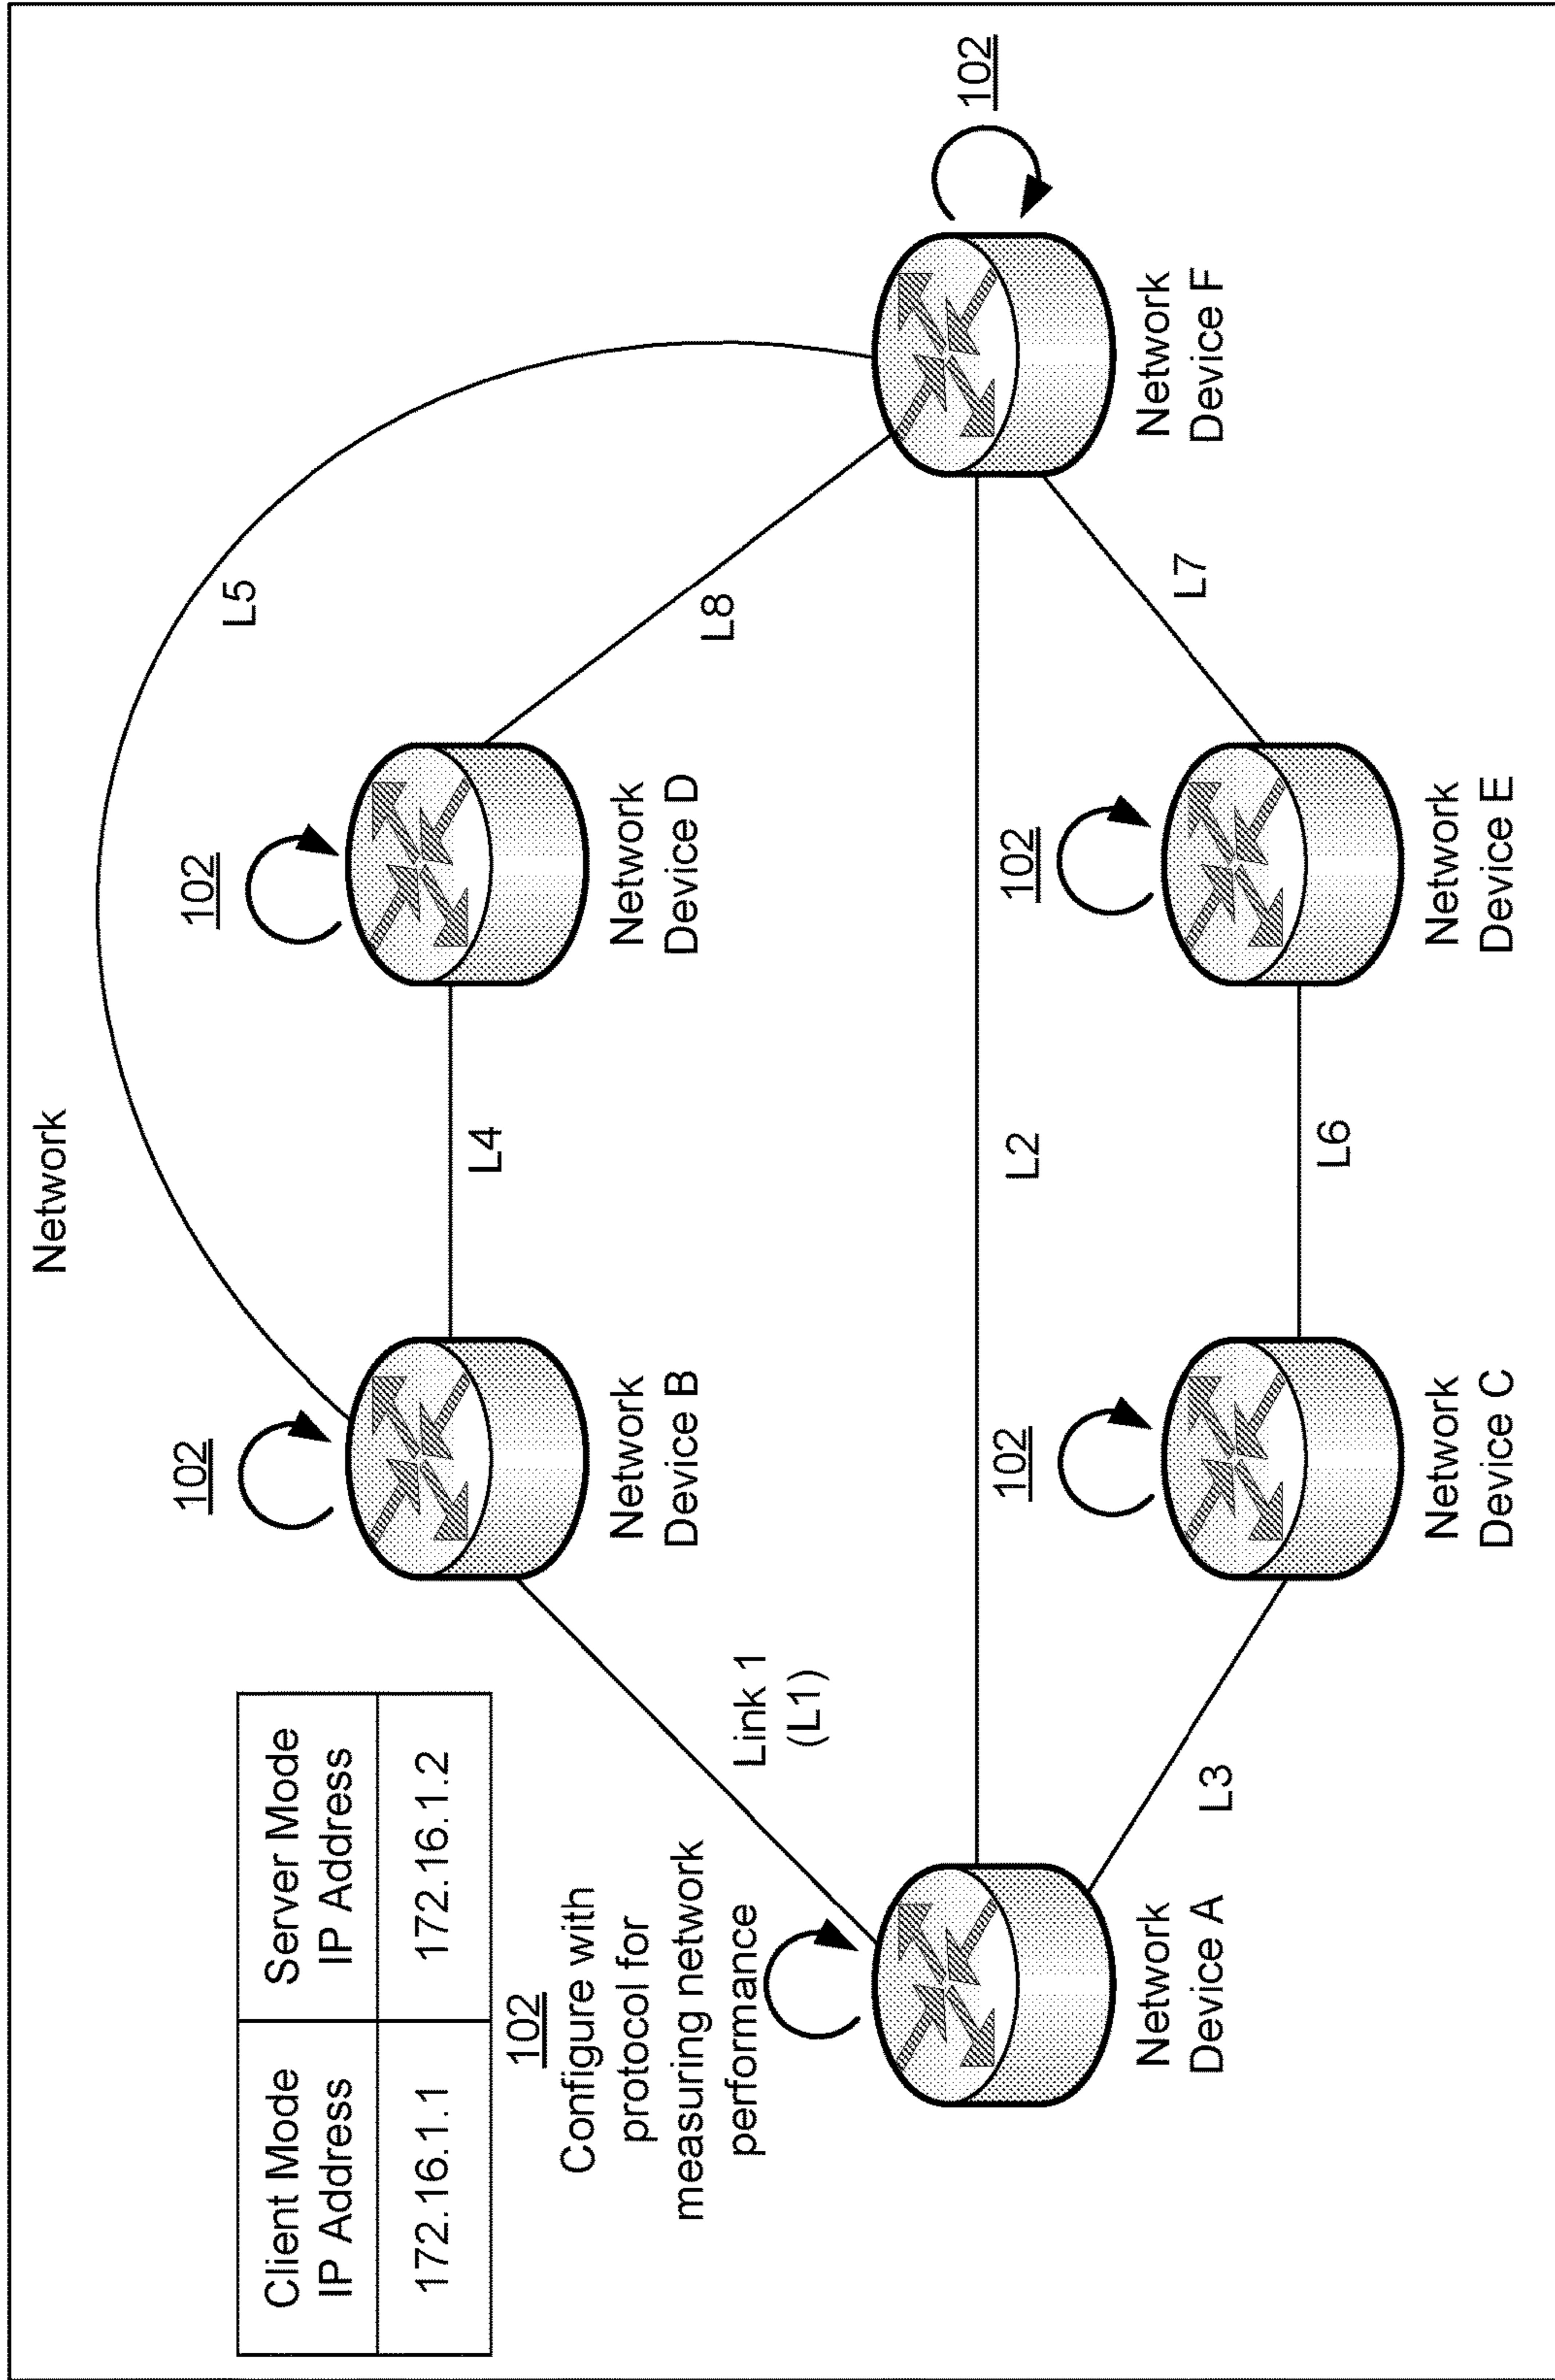 Network
Client Mode
IP Address
Server Mode
IP Address
172.16.1.1
172.16.1.2
102
Configure with
protocol for
measuring network
performance
Link 1
(L1)
102
Network
Device B
L4
102
Network
Device D
L5
L8
Network
Device A
L2
102
Network
Device F
L3
102
Network
Device C
L6
102
Network
Device E
L7